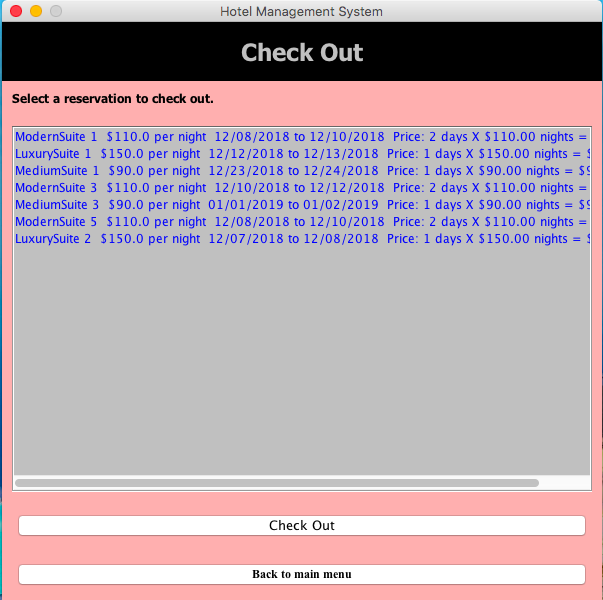 Hotel Management System
Check Out
Select a reservation to check out.
ModernSuite 1 $110.0 per night 12/08/2018 to 12/10/2018 Price: 2 days X $110.00 nights =
LuxurySuite 1 $150.0 per night 12/12/2018 to 12/13/2018 Price: 1 days X $150.00 nights = $
MediumSuite 1 $90.0 per night 12/23/2018 to 12/24/2018 Price: 1 days X $90.00 nights = $9
ModernSuite 3 $110.0 per night 12/10/2018 to 12/12/2018 Price: 2 days X $110.00 nights =
MediumSuite 3 $90.0 per night 01/01/2019 to 01/02/2019 Price: 1 days X $90.00 nights = $9
ModernSuite 5 $110.0 per night 12/08/2018 to 12/10/2018 Price: 2 days X $110.00 nights =
LuxurySuite 2 $150.0 per night 12/07/2018 to 12/08/2018 Price: 1 days X $150.00 nights = $
Check Out
Back to main menu